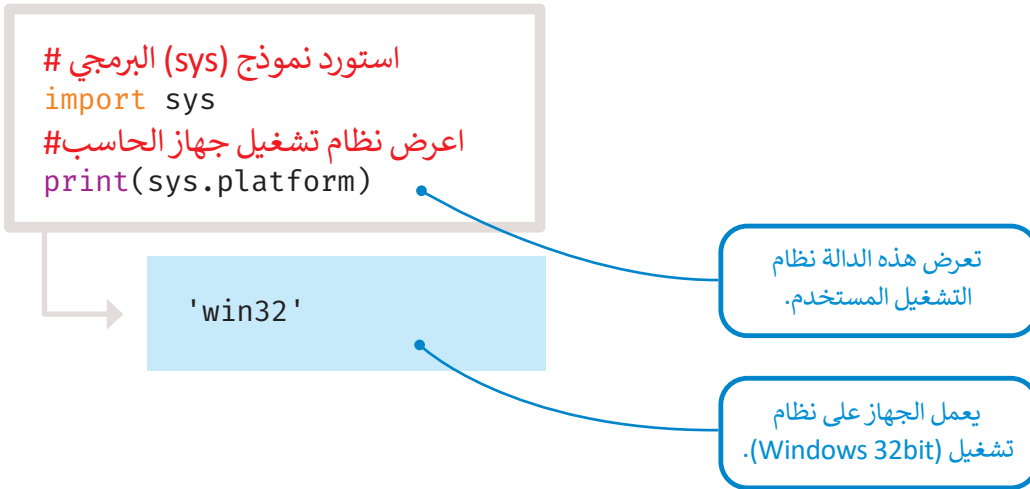 # استورد نموذج (sys) البرمجي
import sys
#اعرض نظام تشغيل جهاز الحاسب
print(sys.platform)
تعرض هذه الدالة نظام
التشغيل المستخدم.
'win32'
يعمل الجهاز على نظام
تشغيل (Windows 32bit).